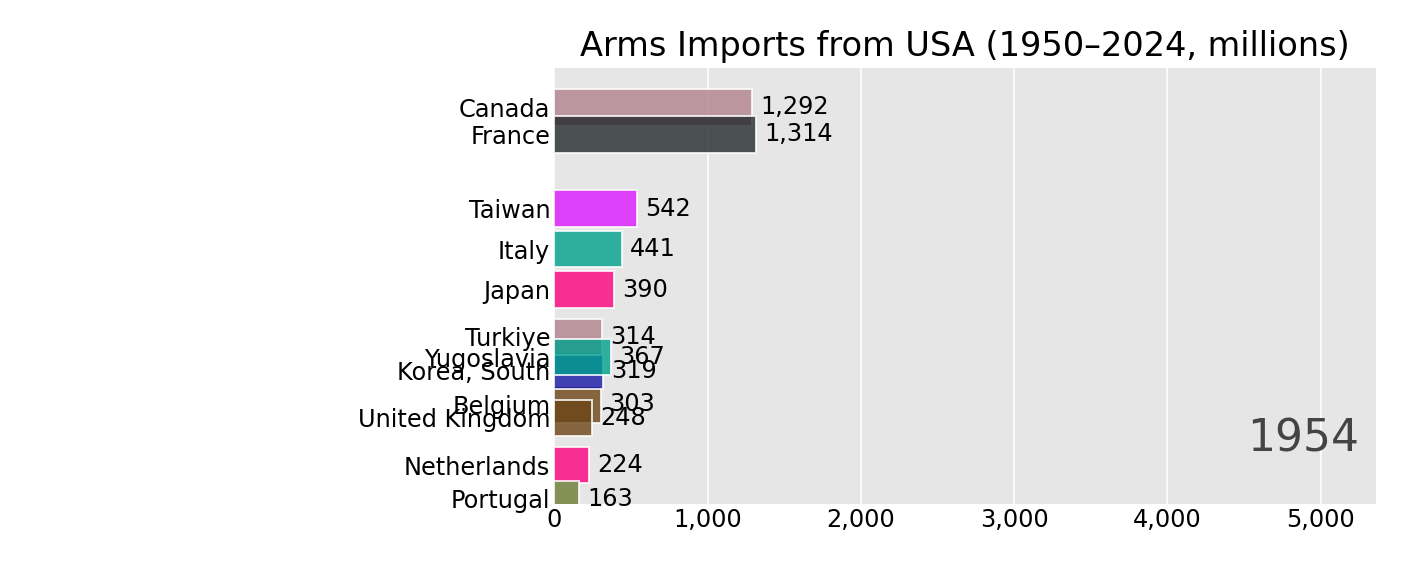 Arms Imports from USA (1950–2024, millions)
Canada 1,292
France 1,314
Taiwan 542
Italy 441
Japan 390
Turkiye 314
Yugoslavia 367
Korea, South 319
Belgium 303
United Kingdom 248
1954
Netherlands 224
Portugal 163
0 1,000 2,000 3,000 4,000 5,000